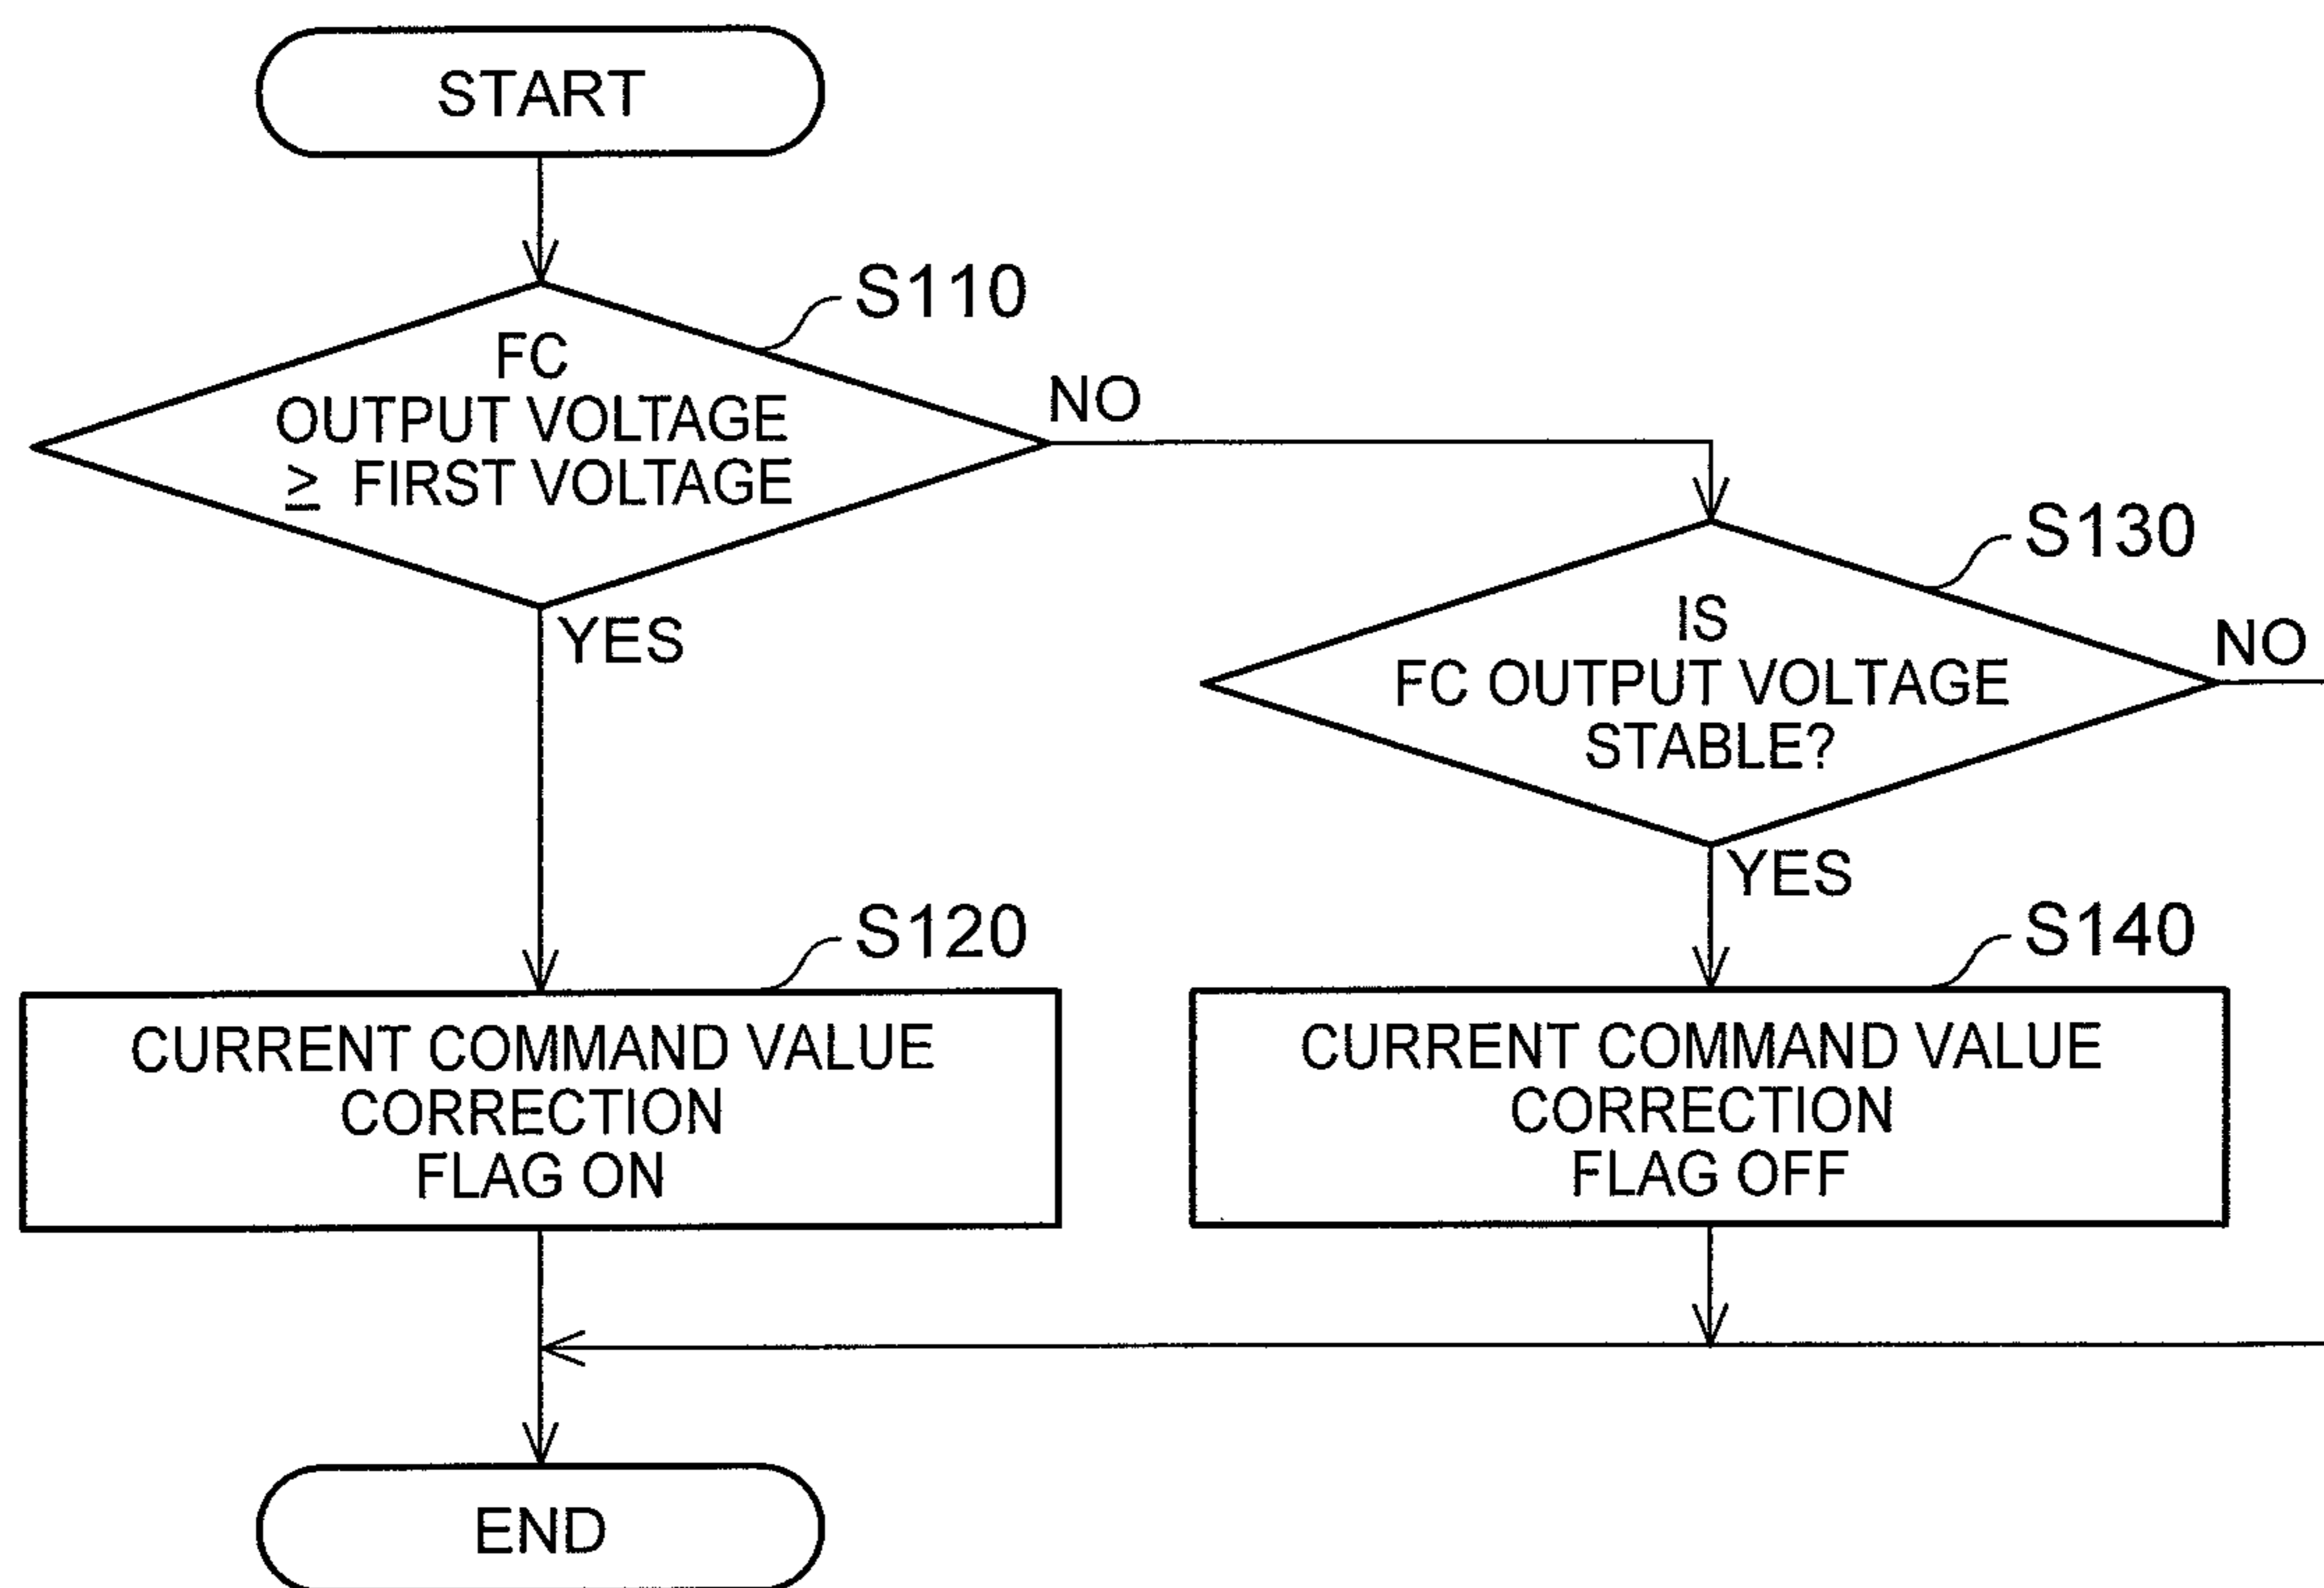 START
S110
FC
OUTPUT VOLTAGE
≥ FIRST VOLTAGE
NO
YES
S130
IS
FC OUTPUT VOLTAGE
STABLE?
NO
YES
S120
CURRENT COMMAND VALUE
CORRECTION
FLAG ON
S140
CURRENT COMMAND VALUE
CORRECTION
FLAG OFF
END